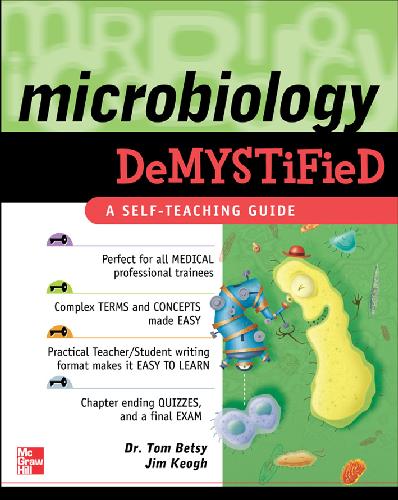 microbiology
DeMYSTiFieD
A SELF-TEACHING GUIDE
Perfect for all MEDICAL
professional trainees
Complex TERMS and CONCEPTS
made EASY
Practical Teacher/Student writing
format makes it EASY TO LEARN
Chapter ending QUIZZES,
and a final EXAM
Dr. Tom Betsy
Jim Keogh
Mc
Graw
Hill